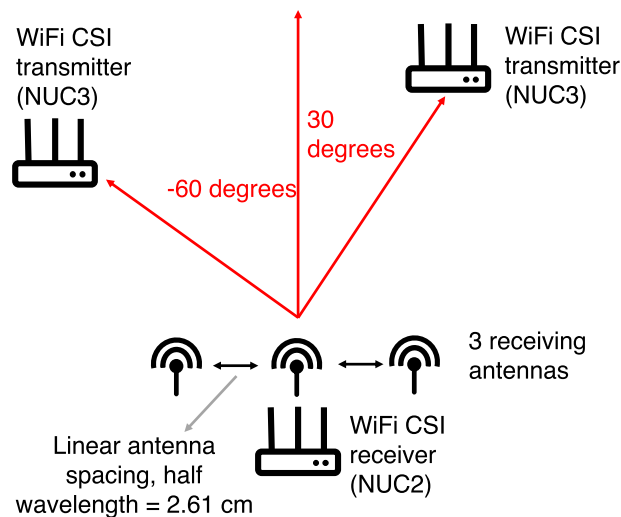 WiFi CSI
transmitter
(NUC3)
WiFi CSI
transmitter
(NUC3)
30
degrees
-60 degrees
3 receiving
antennas
WiFi CSI
receiver
(NUC2)
Linear antenna
spacing, half
wavelength = 2.61 cm